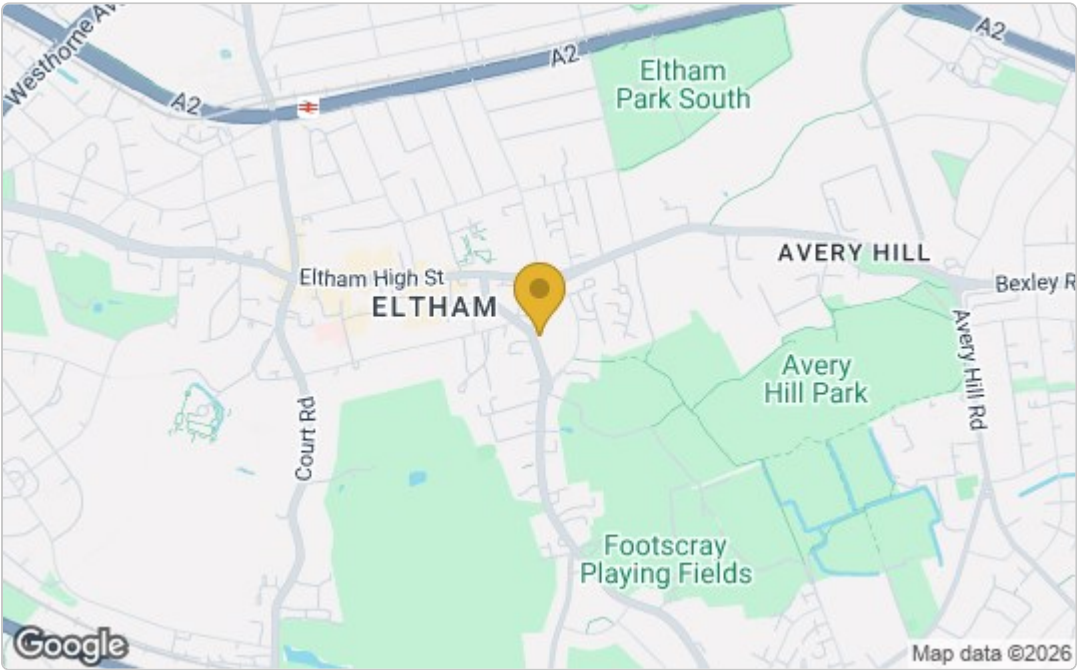 Westhorne Av
A2
A2
A2
Eltham
Park South
AVERY HILL
Eltham High St
ELTHAM
Bexley R
Avery
Hill Park
Avery Hill Rd
Court Rd
Footscray
Playing Fields
Google
Map data ©2026